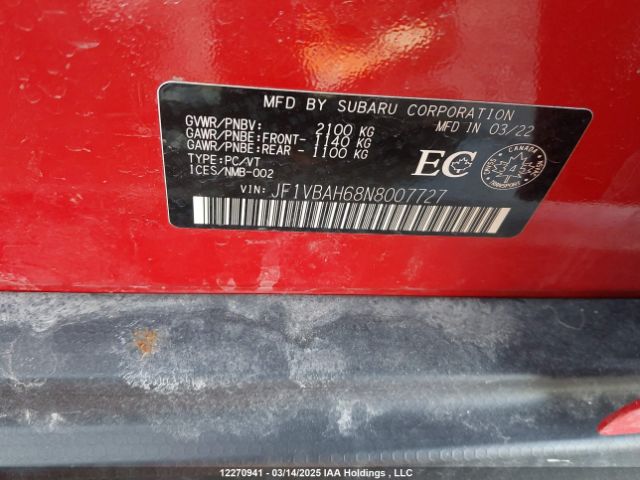 MFD BY SUBARU CORPORATION
GVWR/PNBV: 2100 KG MFD IN 03/22
GAWR/PNBE:FRONT- 1140 KG
GAWR/PNBE:REAR - 1100 KG
TYPE:PC/VT
ICES/NMB-002
EC
CANADA
TRANSPORT
VIN: JF1VBAH68N8007727
12270941 - 03/14/2025 IAA Holdings , LLC